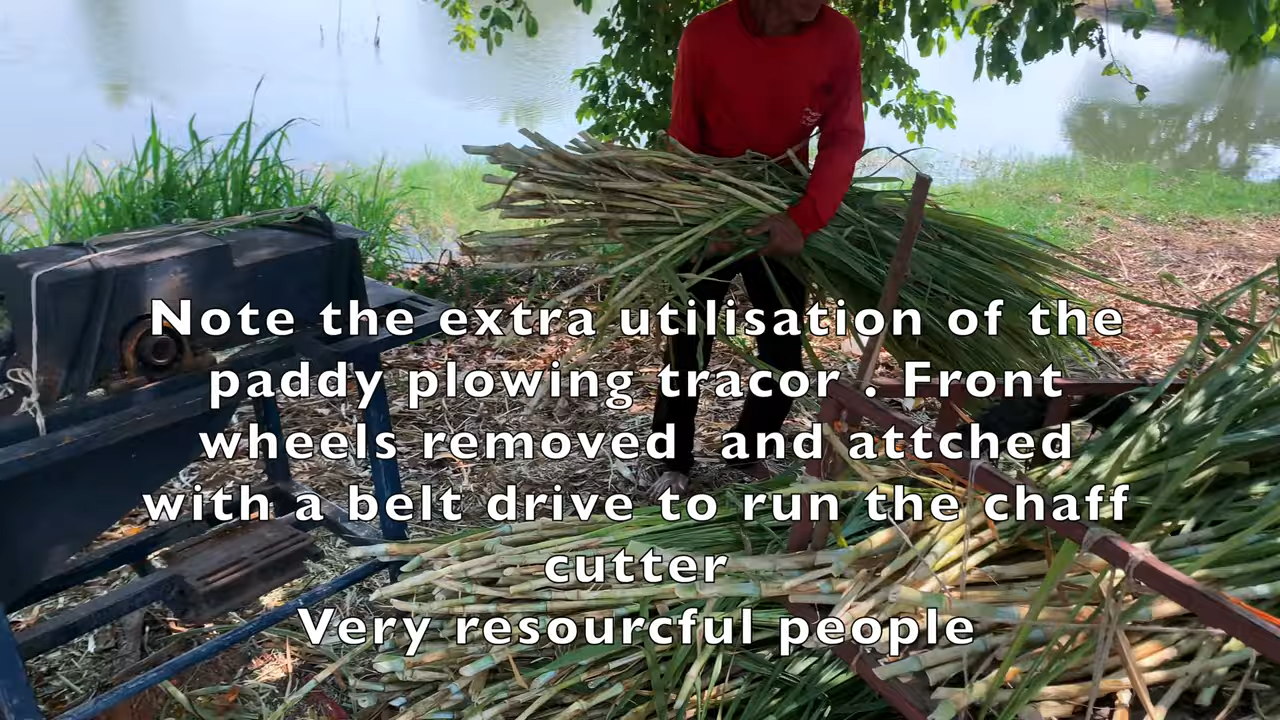 Note the extra utilisation of the
paddy plowing tracor . Front
wheels removed  and attched
with a belt drive to run the chaff
cutter
Very resourcful people